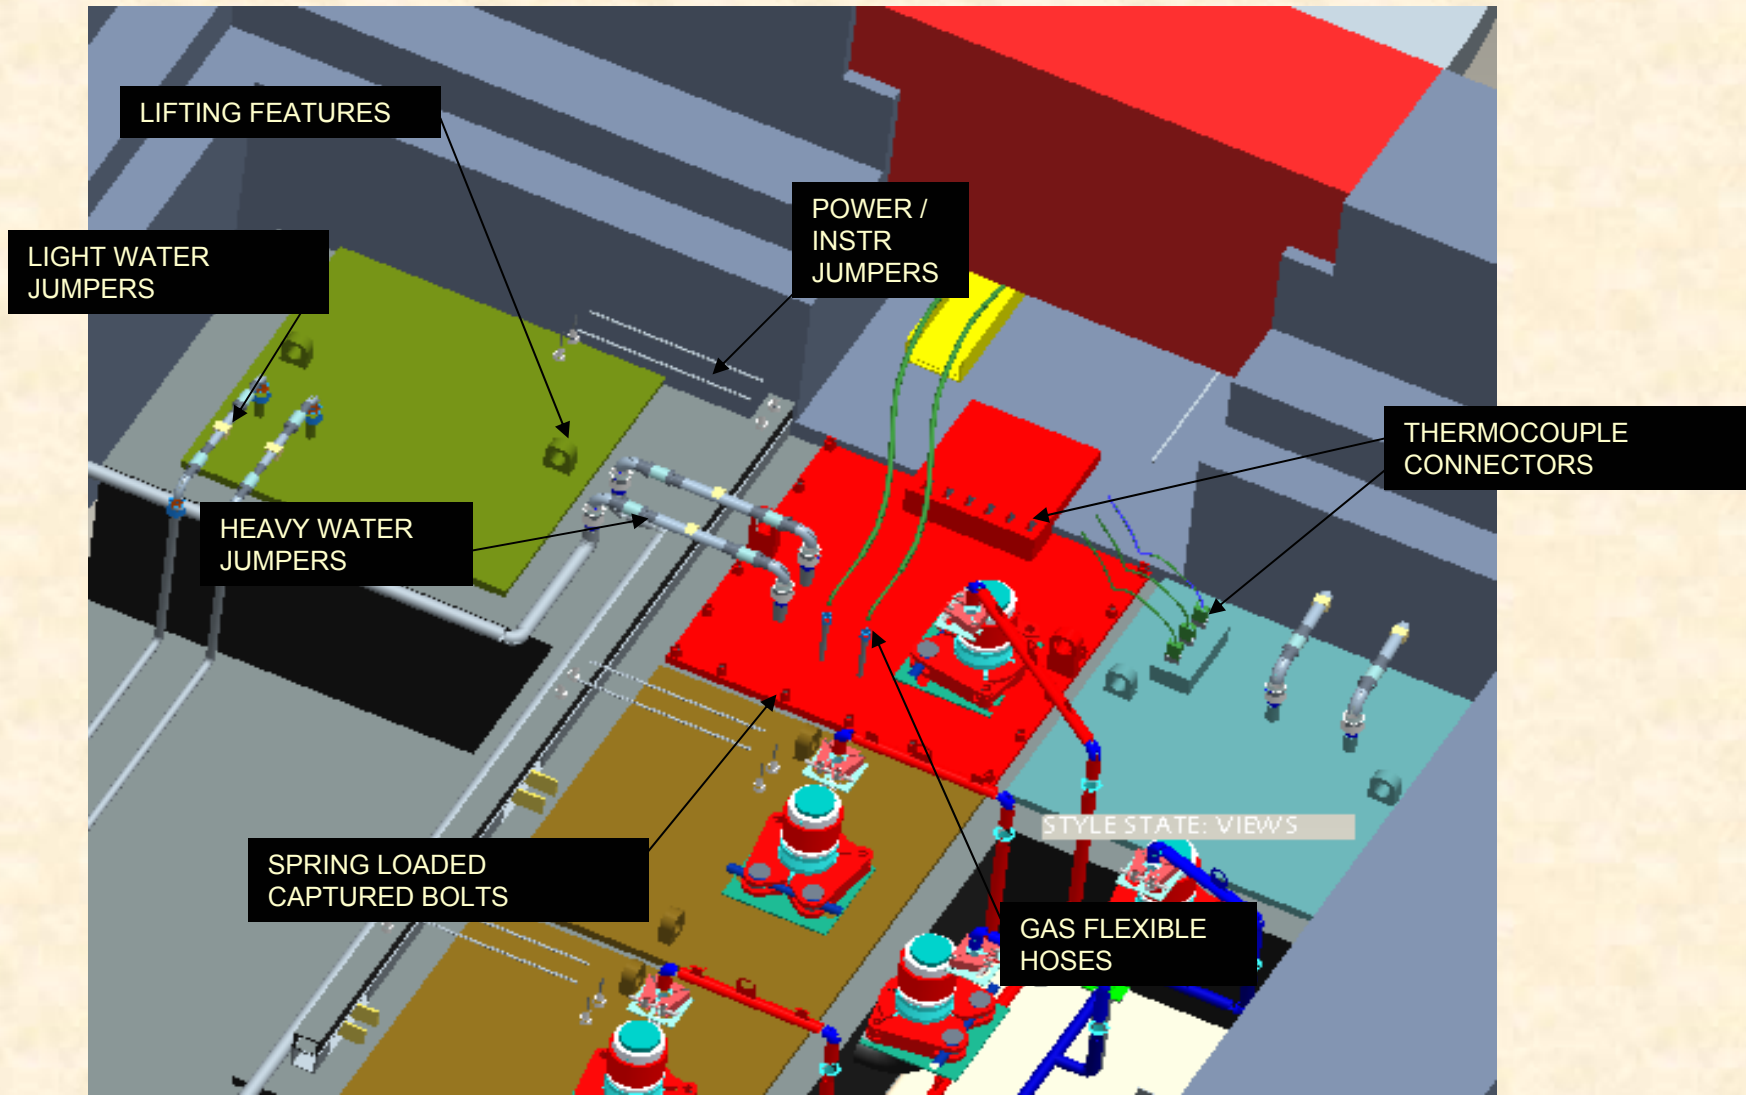 LIFTING FEATURES
POWER /
INSTR
JUMPERS
LIGHT WATER
JUMPERS
THERMOCOUPLE
CONNECTORS
HEAVY WATER
JUMPERS
STYLE STATE: VIEWS
SPRING LOADED
CAPTURED BOLTS
GAS FLEXIBLE
HOSES